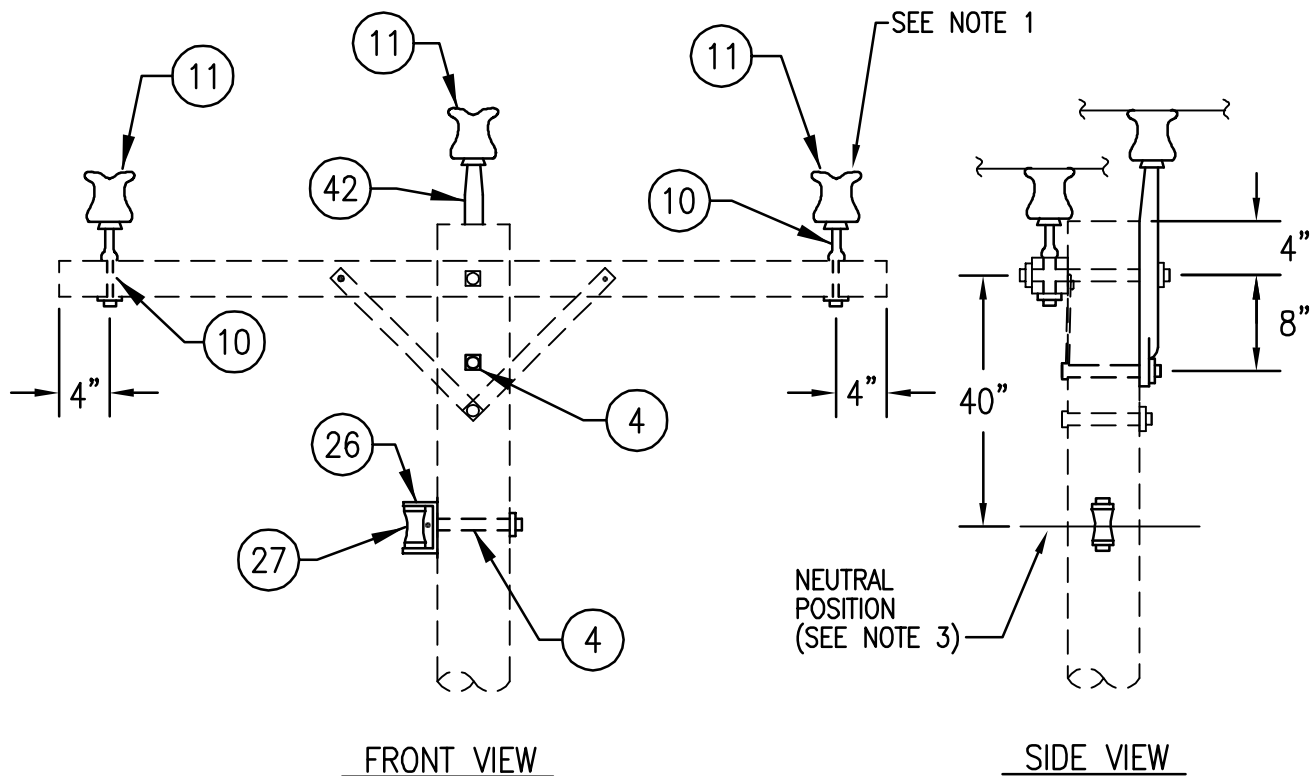 SEE NOTE 1
11
11
11
42
10
10
4”
4”
4
26
27
4
FRONT VIEW
4”
8”
40”
NEUTRAL
POSITION
(SEE NOTE 3)
SIDE VIEW